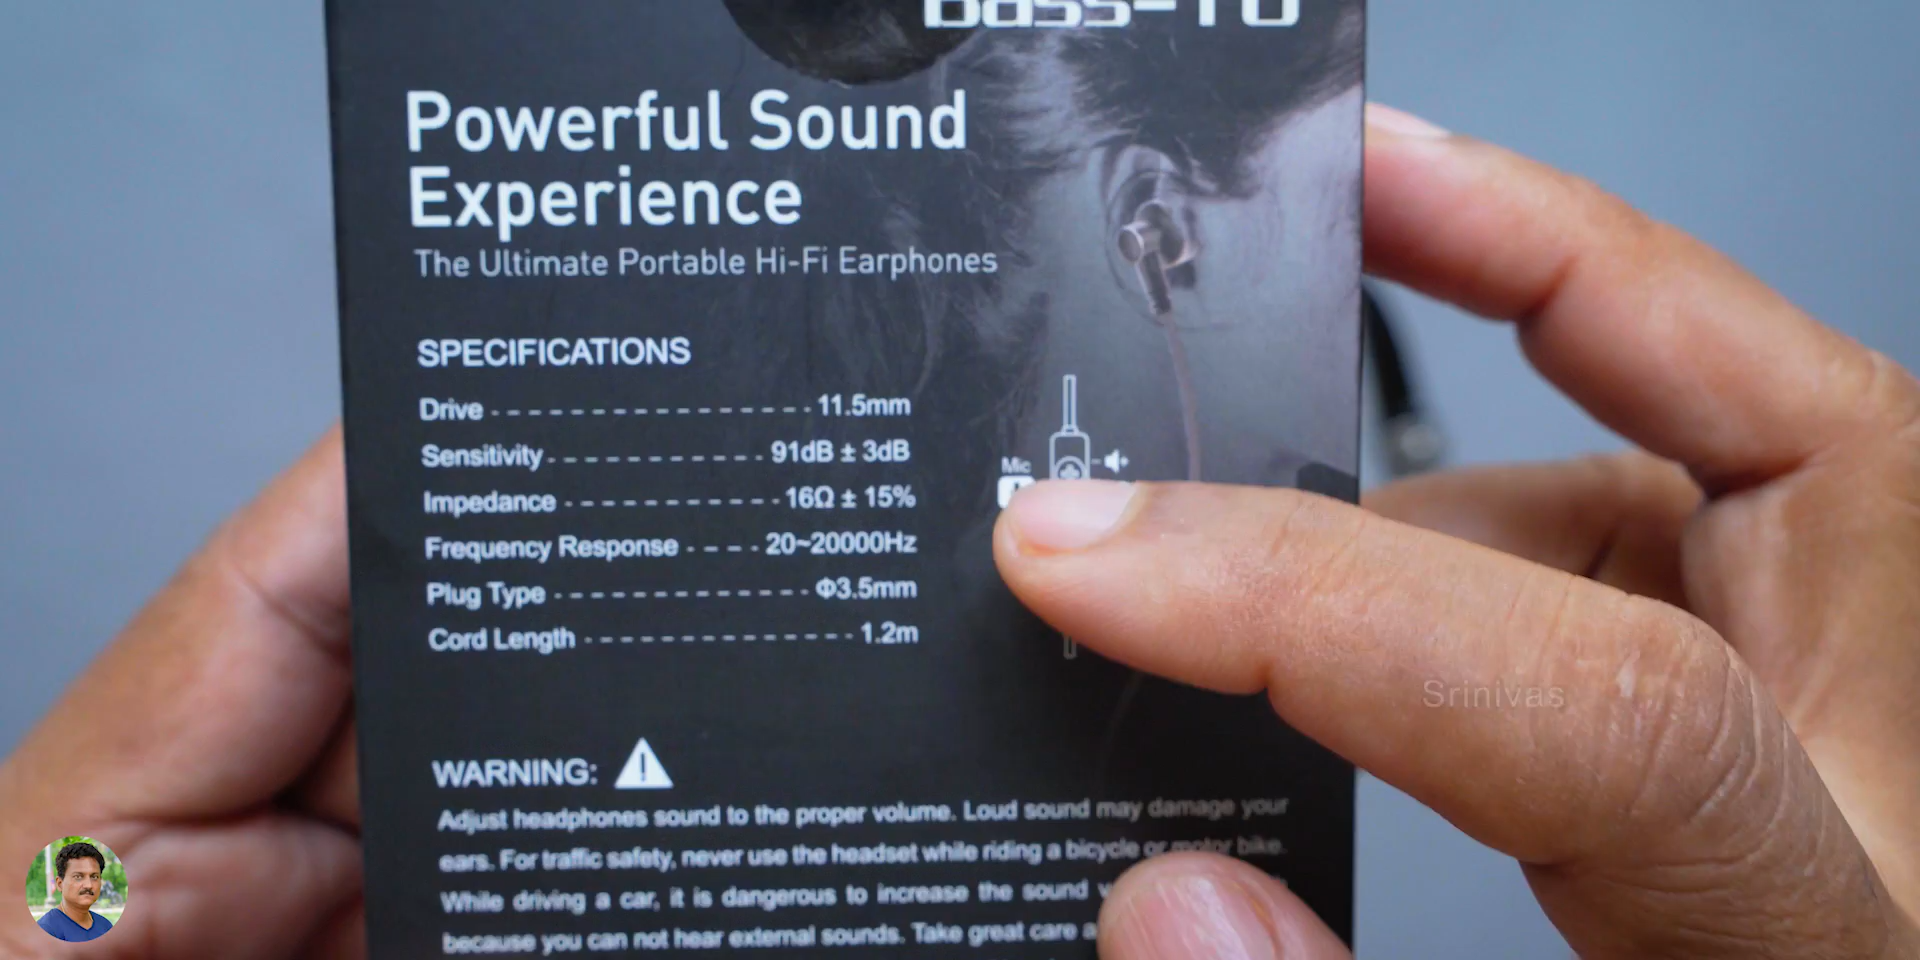 Powerful Sound
Experience
The Ultimate Portable Hi-Fi Earphones
SPECIFICATIONS
Drive - - - - - - - - - - - - - - - - 11.5mm
Sensitivity - - - - - - - - - - - 91dB ± 3dB
Impedance - - - - - - - - - - - 16Ω ± 15%
Frequency Response - - - - 20~20000Hz
Plug Type - - - - - - - - - - - - - Φ3.5mm
Cord Length - - - - - - - - - - - - - - 1.2m
Mic
Srinivas
WARNING:
Adjust headphones sound to the proper volume. Loud sound may damage your
ears. For traffic safety, never use the headset while riding a bicycle or motor bike.
While driving a car, it is dangerous to increase the sound
because you can not hear external sounds. Take great care